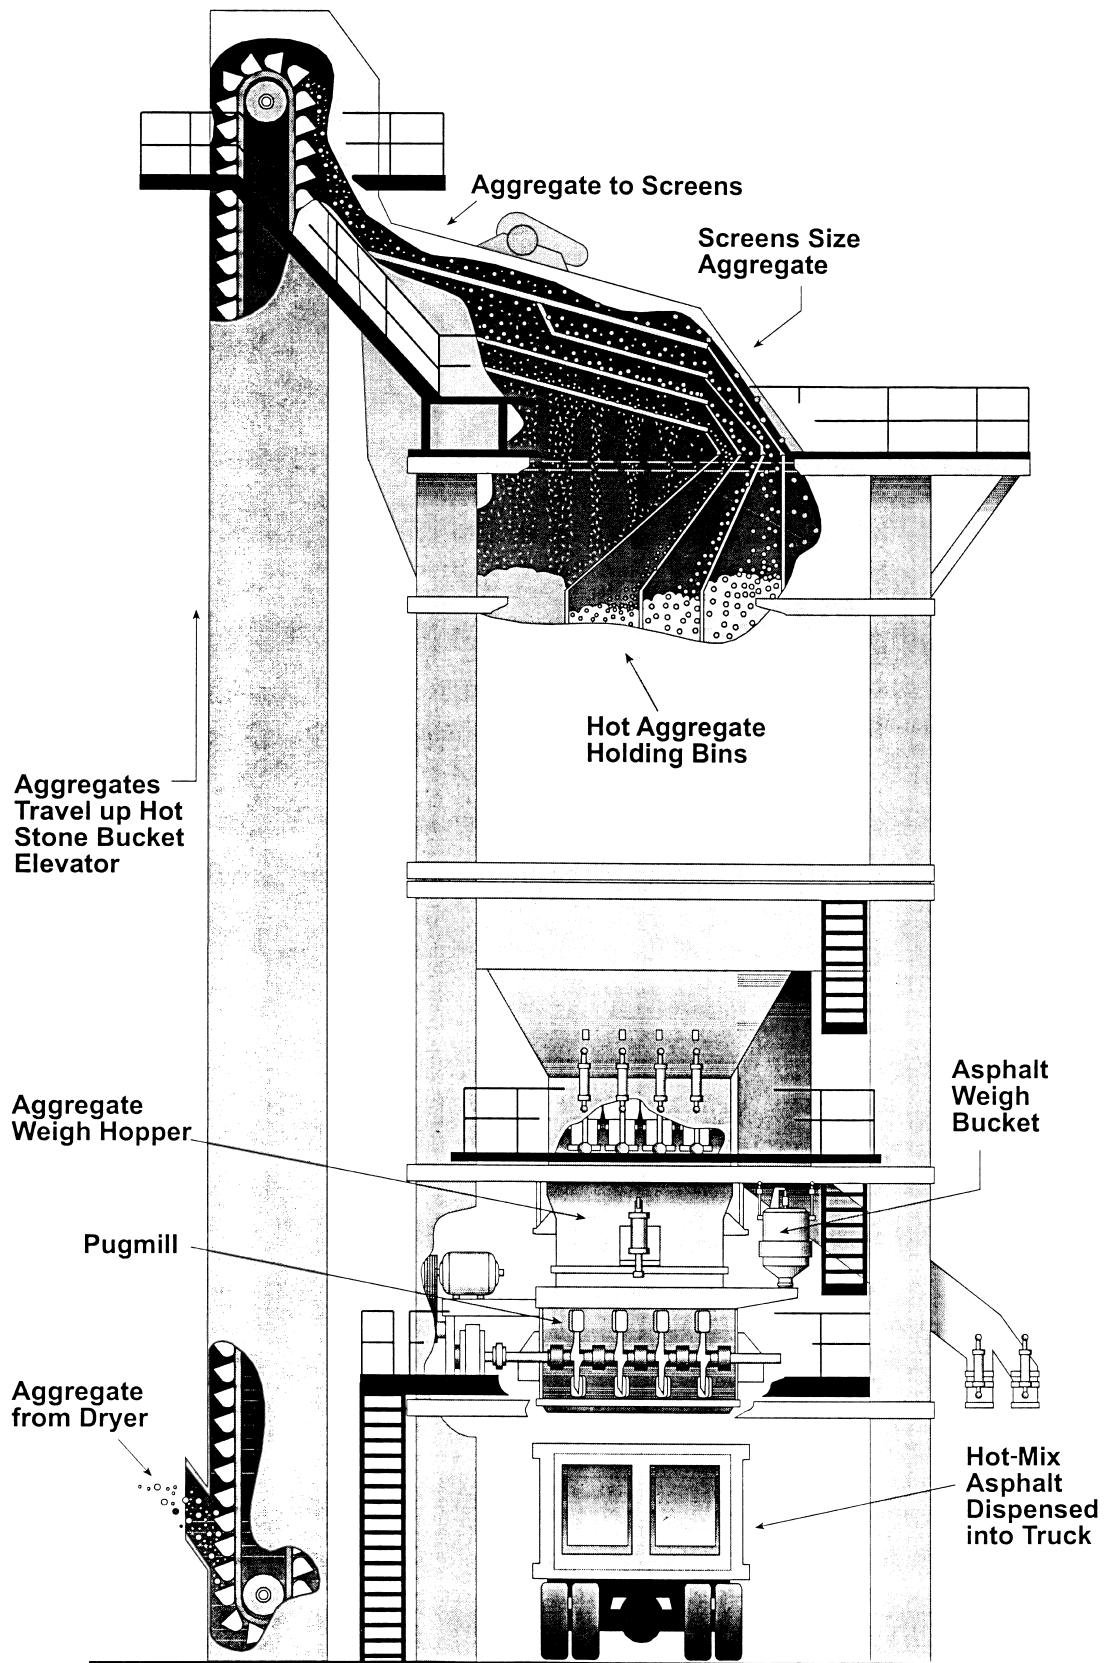 Aggregate to Screens
Screens Size
Aggregate
Hot Aggregate
Holding Bins
Aggregates
Travel up Hot
Stone Bucket
Elevator
Asphalt
Weigh
Bucket
Aggregate
Weigh Hopper
Pugmill
Aggregate
from Dryer
Hot-Mix
Asphalt
Dispensed
into Truck